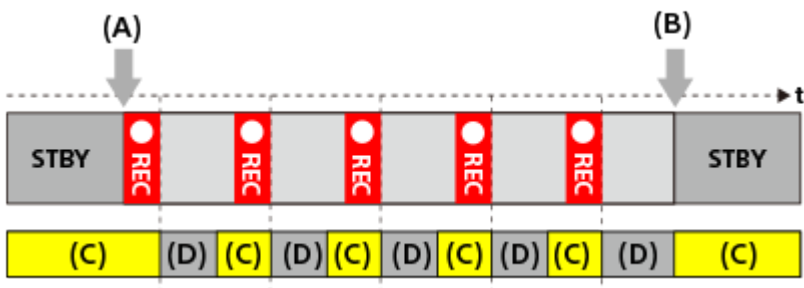 (A) (B)
t
STBY REC REC REC REC REC STBY
(C) (D) (C) (D) (C) (D) (C) (D) (C) (D) (C)